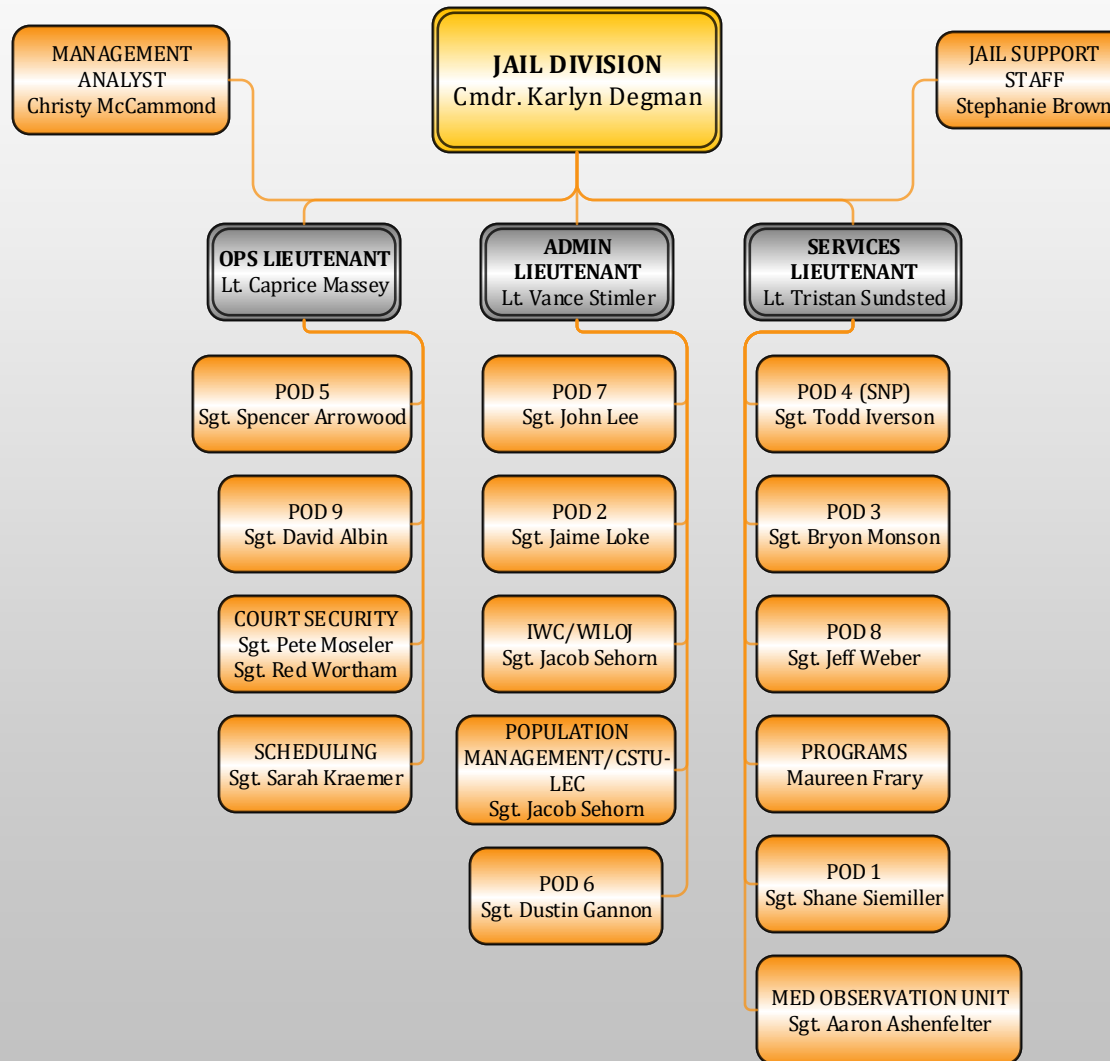 MANAGEMENT
ANALYST
Christy McCammond
JAIL DIVISION
Cmdr. Karlyn Degman
JAIL SUPPORT
STAFF
Stephanie Brown
OPS LIEUTENANT
Lt. Caprice Massey
ADMIN
LIEUTENANT
Lt. Vance Stimler
SERVICES
LIEUTENANT
Lt. Tristan Sundsted
POD 5
Sgt. Spencer Arrowood
POD 9
Sgt. David Albin
COURT SECURITY
Sgt. Pete Moseler
Sgt. Red Wortham
SCHEDULING
Sgt. Sarah Kraemer
POD 7
Sgt. John Lee
POD 2
Sgt. Jaime Loke
IWC/WILOJ
Sgt. Jacob Sehorn
POPULATION
MANAGEMENT/CSTU-
LEC
Sgt. Jacob Sehorn
POD 6
Sgt. Dustin Gannon
POD 4 (SNP)
Sgt. Todd Iverson
POD 3
Sgt. Bryon Monson
POD 8
Sgt. Jeff Weber
PROGRAMS
Maureen Frary
POD 1
Sgt. Shane Siemiller
MED OBSERVATION UNIT
Sgt. Aaron Ashenfelter